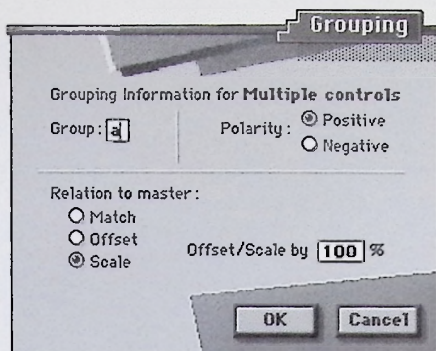 Grouping
Grouping Information for Multiple controls
Group: a
Polarity:
Positive
Negative
Relation to master:
Match
Offset
Scale
Offset/Scale by 100 %
OK
Cancel